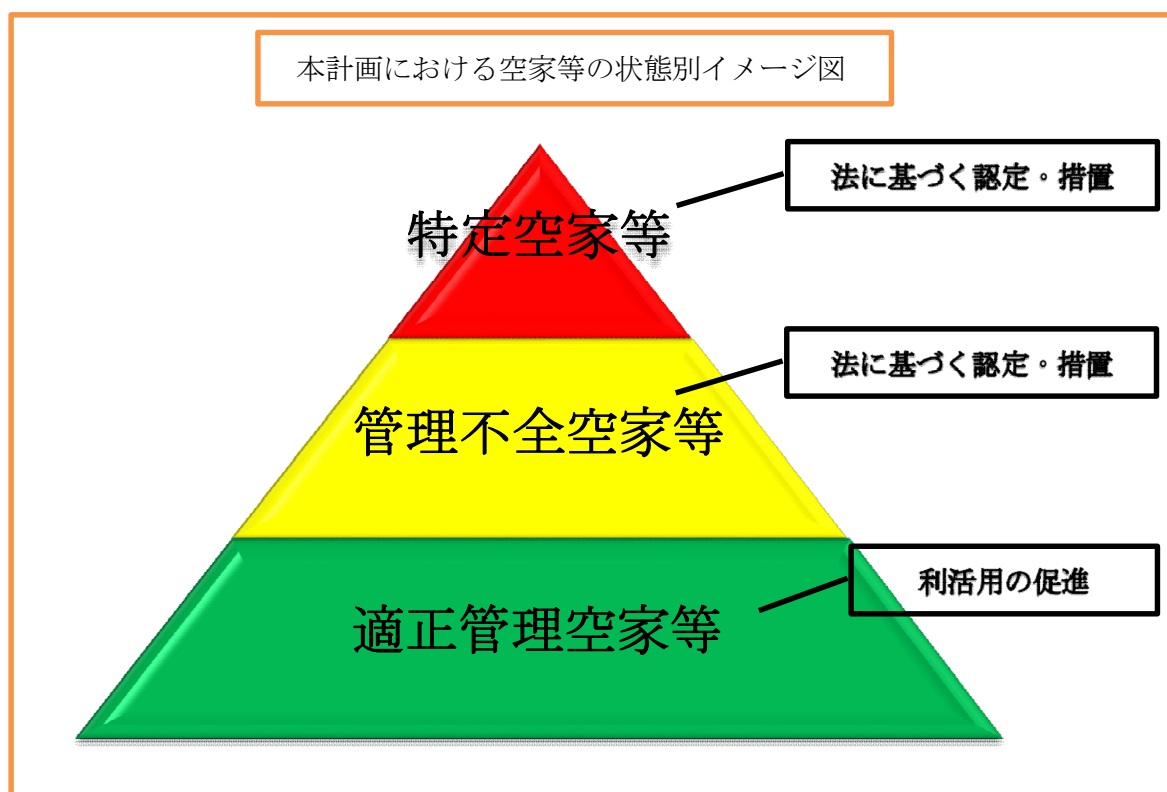 本計画における空家等の状態別イメージ図
法に基づく認定・措置
特定空家等
法に基づく認定・措置
管理不全空家等
利活用の促進
適正管理空家等